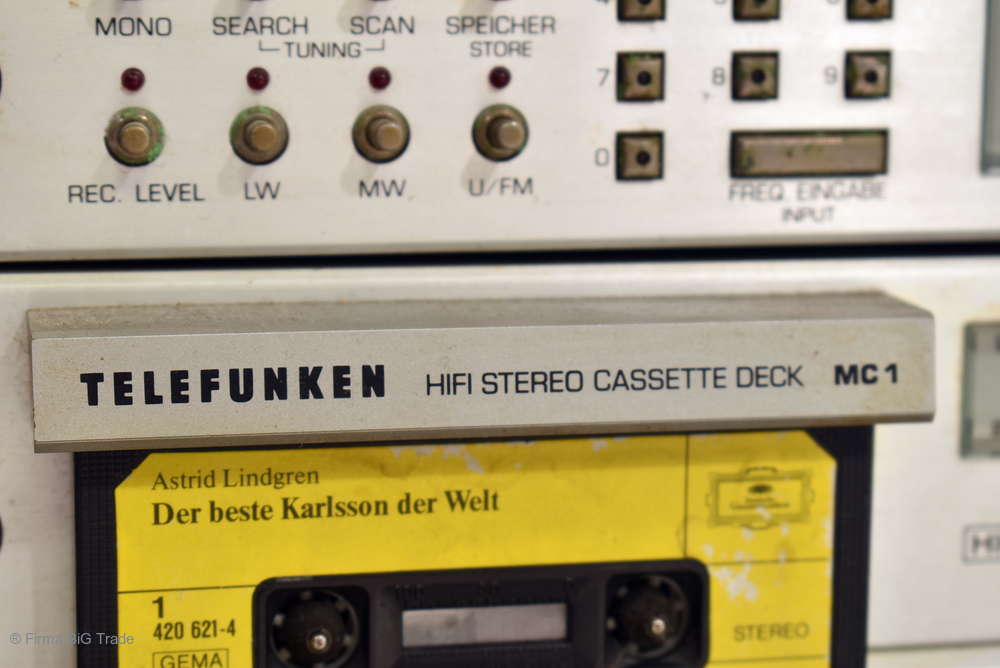 MONO SEARCH SCAN SPEICHER
TUNING STORE
7 8 9
0
REC. LEVEL LW MW U/FM FREQ. EINGABE
INPUT
TELEFUNKEN HIFI STEREO CASSETTE DECK MC 1
Astrid Lindgren
Der beste Karlsson der Welt
1
420 621-4
STEREO
GEMA
® Firma BiG Trade